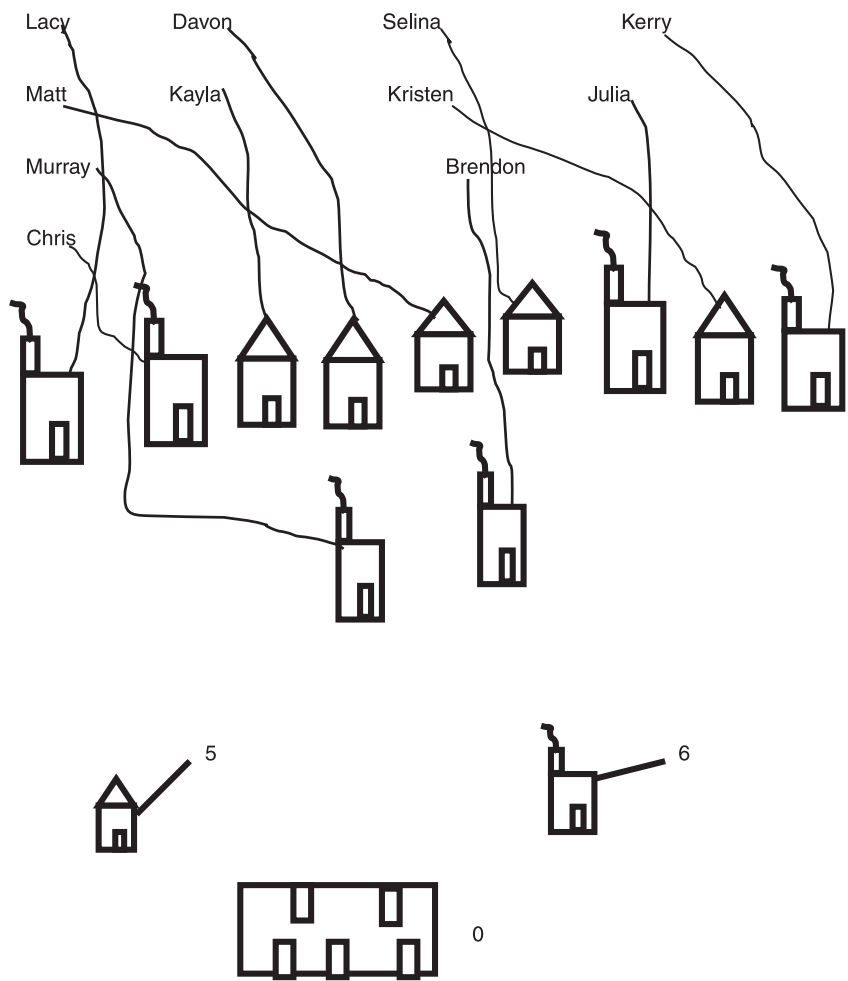 Lacy Davon Selina Kerry
Matt Kayla Kristen Julia
Murray Brendon
Chris
5 6
0